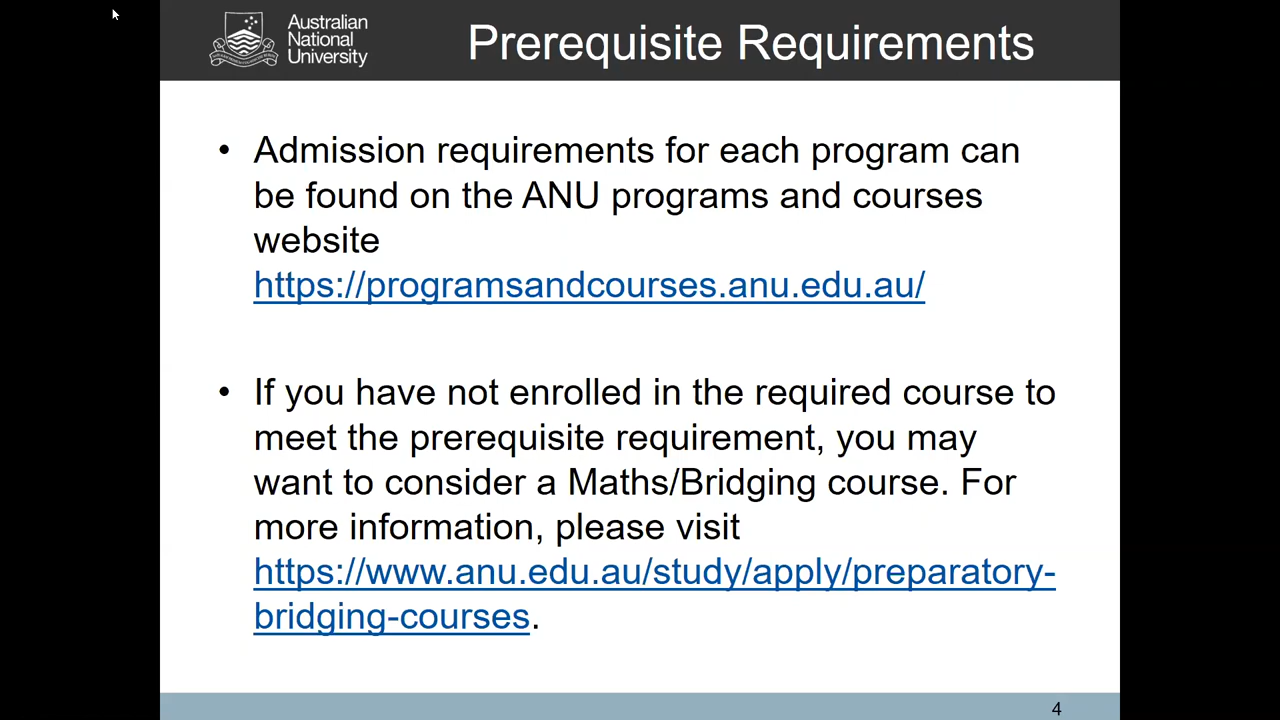 Australian
National
University
Prerequisite Requirements
• Admission requirements for each program can
be found on the ANU programs and courses
website
https://programsandcourses.anu.edu.au/
• If you have not enrolled in the required course to
meet the prerequisite requirement, you may
want to consider a Maths/Bridging course. For
more information, please visit
https://www.anu.edu.au/study/apply/preparatory-
bridging-courses.
4